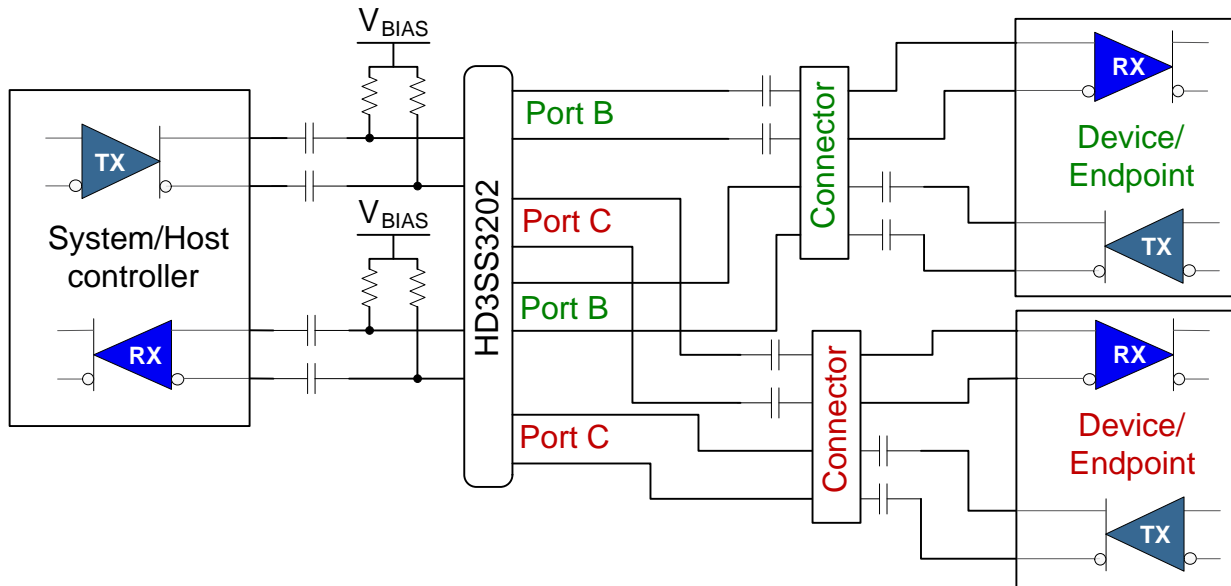 VBIAS
TX
System/Host
controller
VBIAS
RX
HD3SS3202
Port B
Port C
Port B
Port C
Connector
Connector
RX
Device/
Endpoint
TX
RX
Device/
Endpoint
TX